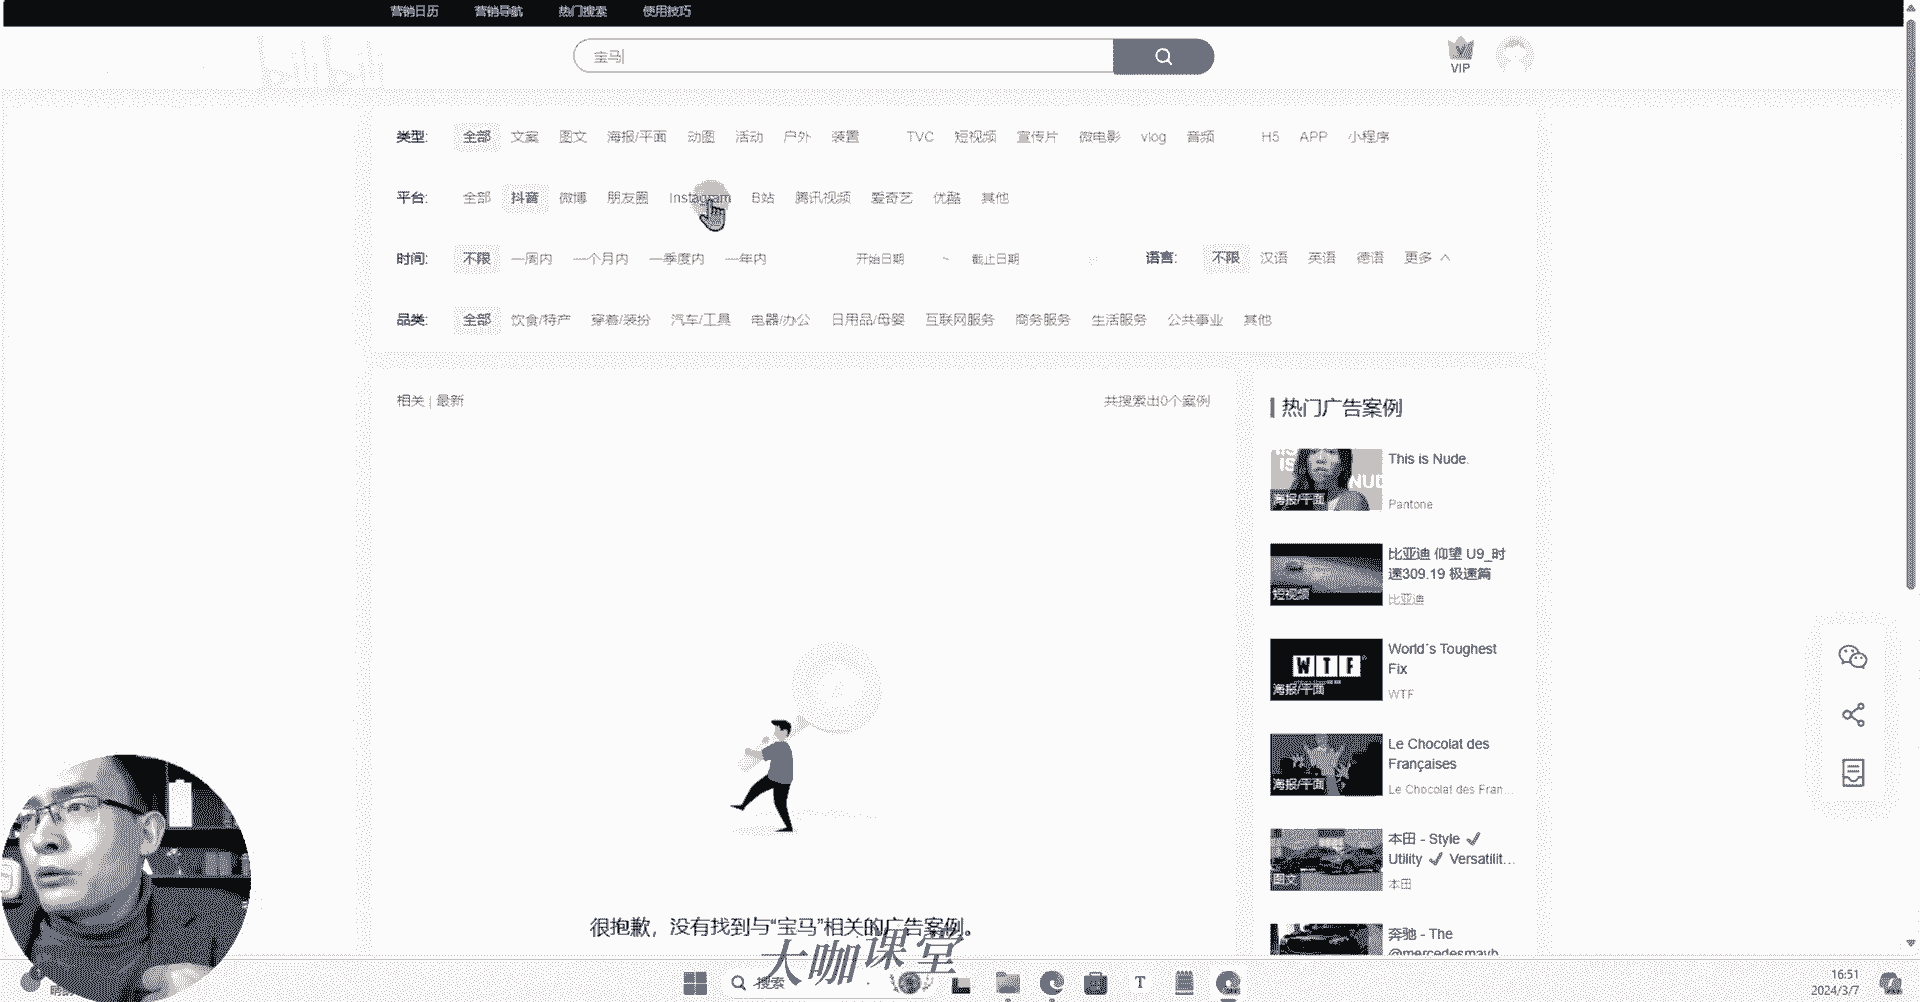 营销日历 营销导航 热门搜索 使用技巧
bilibili
宝马
VIP
类型: 全部 文案 图文 海报/平面 动图 活动 户外 装置 TVC 短视频 宣传片 微电影 vlog 音频 H5 APP 小程序
平台: 全部 抖音 微博 朋友圈 Instagram B站 腾讯视频 爱奇艺 优酷 其他
时间: 不限 一周内 一个月内 一季度内 一年内 开始日期 ~ 截止日期 语言: 不限 汉语 英语 德语 更多
品类: 全部 饮食/特产 穿着/装扮 汽车/工具 电器/办公 日用品/母婴 互联网服务 商务服务 生活服务 公共事业 其他
相关 | 最新 共搜索出0个案例
热门广告案例
This is Nude.
海报/平面
Pantone
比亚迪 仰望 U9_时
速309.19 极速篇
短视频
比亚迪
World's Toughest
Fix
WTF
海报/平面
WTF
Le Chocolat des
Françaises
海报/平面
Le Chocolat des Fran...
本田 - Style ✓
Utility ✓ Versatilit...
图文
本田
奔驰 - The
@mercedesmayb
很抱歉，没有找到与“宝马”相关的广告案例。
大咖课堂
搜索
T
16:51
2024/3/7